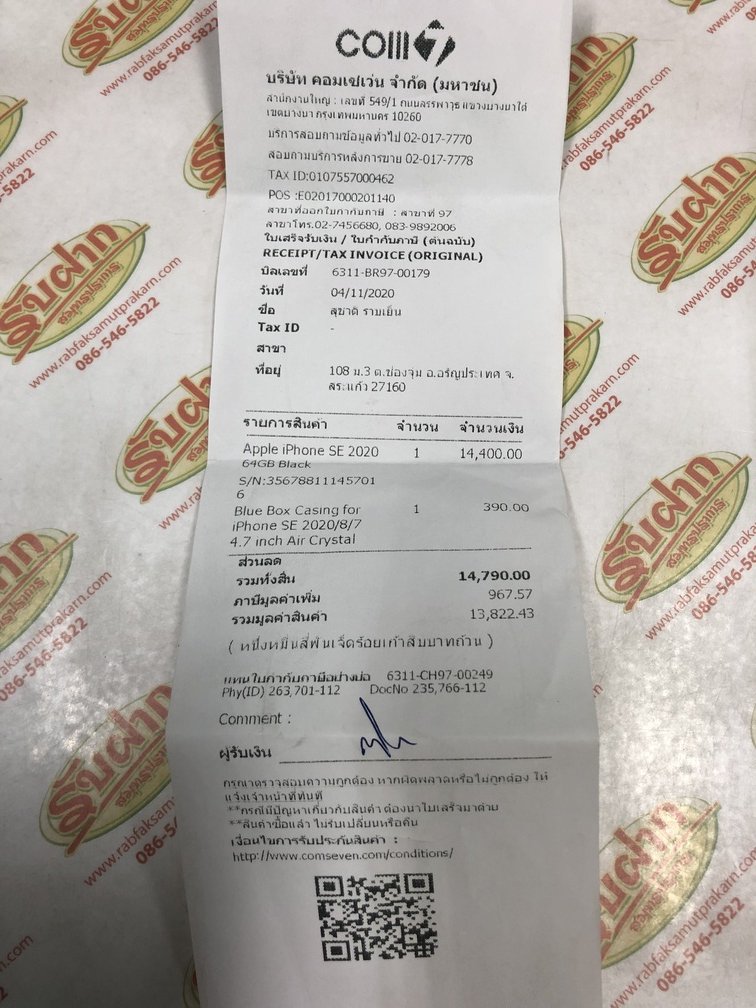 COM7
บริษัท คอมเซเว่น จำกัด (มหาชน)
สำนักงานใหญ่ : เลขที่ 549/1 ถนนสรรพาวุธ แขวงบางนาใต้
เขตบางนา กรุงเทพมหานคร 10260
บริการสอบถามข้อมูลทั่วไป 02-017-7770
สอบถามบริการหลังการขาย 02-017-7778
TAX ID:0107557000462
POS :E02017000201140
สาขาที่ออกใบกำกับภาษี : สาขาที่ 97
สาขาโทร.02-7456680, 083-9892006
ใบเสร็จรับเงิน / ใบกำกับภาษี (ต้นฉบับ)
RECEIPT/TAX INVOICE (ORIGINAL)
บิลเลขที่ 6311-BR97-00179
วันที่ 04/11/2020
ชื่อ สุชาติ ราบเย็น
Tax ID -
สาขา
ที่อยู่ 108 ม.3 ต.ช่องจุ่ม อ.อรัญประเทศ จ.
สระแก้ว 27160
รายการสินค้า จำนวน จำนวนเงิน
Apple iPhone SE 2020 1 14,400.00
64GB Black
S/N:35678811145701
6
Blue Box Casing for 1 390.00
iPhone SE 2020/8/7
4.7 inch Air Crystal
ส่วนลด
รวมทั้งสิ้น 14,790.00
ภาษีมูลค่าเพิ่ม 967.57
รวมมูลค่าสินค้า 13,822.43
( หนึ่งหมื่นสี่พันเจ็ดร้อยเก้าสิบบาทถ้วน )
แทนใบกำกับภาษีอย่างย่อ 6311-CH97-00249
Phy(ID) 263,701-112 DocNo 235,766-112
Comment :
ผู้รับเงิน
กรุณาตรวจสอบความถูกต้อง หากผิดพลาดหรือไม่ถูกต้อง ให้
แจ้งเจ้าหน้าที่ทันที
**กรณีมีปัญหาเกี่ยวกับสินค้า ต้องนำใบเสร็จมาด้วย
**สินค้าซื้อแล้ว ไม่รับเปลี่ยนหรือคืน
เงื่อนไขการรับประกันสินค้า :
http://www.comseven.com/conditions/
รับฝาก
สมุทรปราการ
www.rabfaksamutprakarn.com
086-546-5822